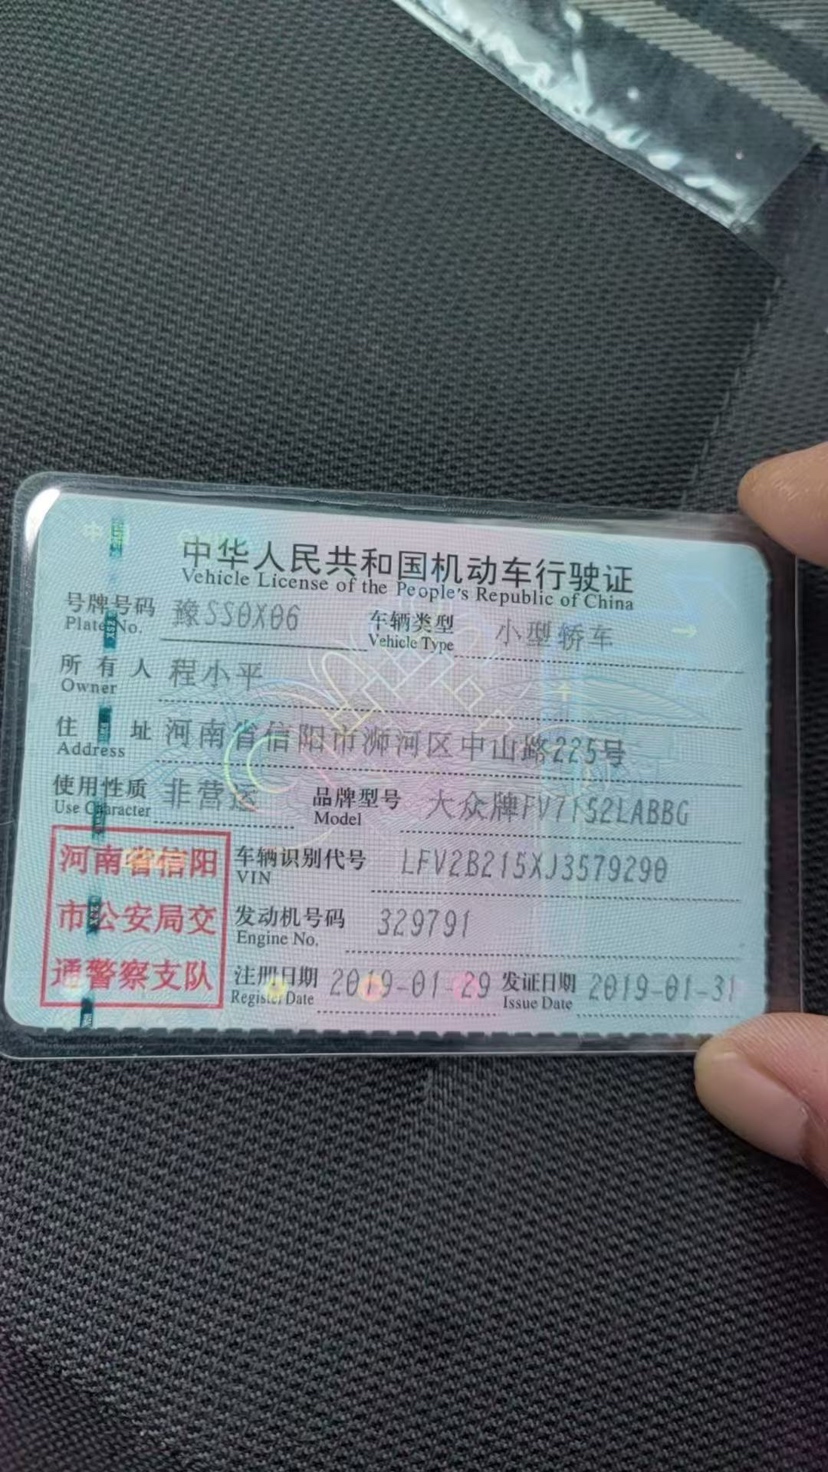 中华人民共和国机动车行驶证
Vehicle License of the People's Republic of China
号牌号码 豫SS0X06 车辆类型 小型轿车
Plate No. Vehicle Type
所有人 程小平
Owner
住址 河南省信阳市浉河区中山路225号
Address
使用性质 非营运 品牌型号 大众牌FV7152LABBG
Use Character Model
河南省信阳 车辆识别代号 LFV2B215XJ3579290
VIN
市公安局交 发动机号码 329791
Engine No.
通警察支队 注册日期 2019-01-29 发证日期 2019-01-31
Register Date Issue Date